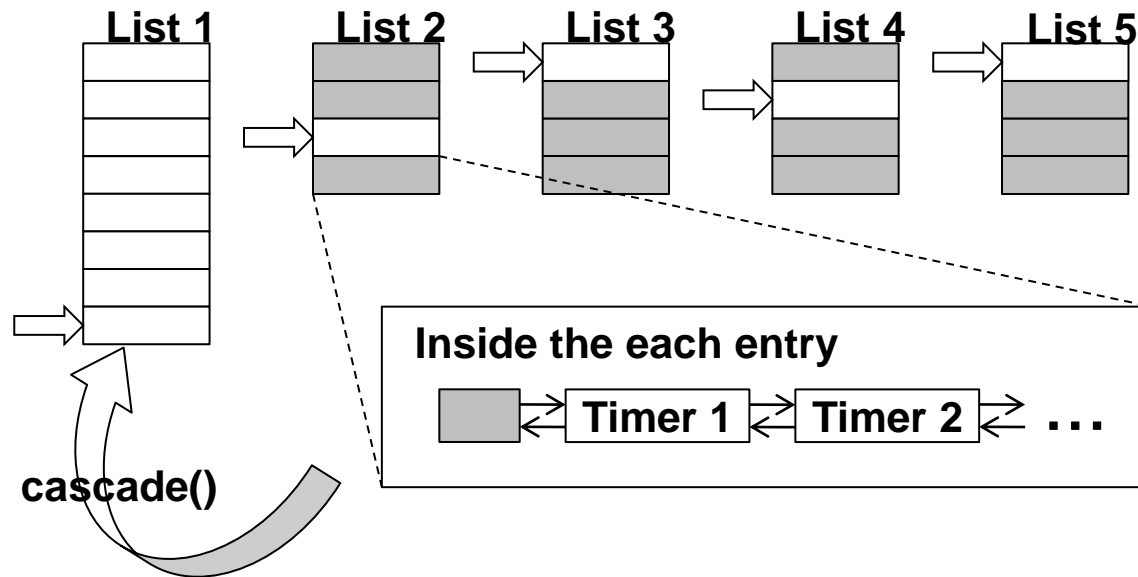 List 1
List 2
List 3
List 4
List 5
Inside the each entry
Timer 1
Timer 2
...
cascade()